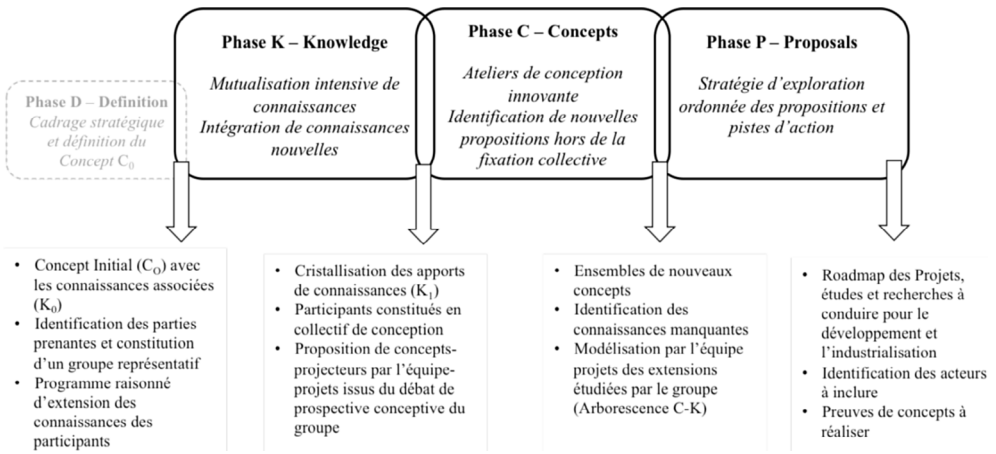 Phase D – Definition
Cadrage stratégique
et définition du
Concept C0
Phase K – Knowledge
Mutualisation intensive de
connaissances
Intégration de connaissances
nouvelles
Phase C – Concepts
Ateliers de conception
innovante
Identification de nouvelles
propositions hors de la
fixation collective
Phase P – Proposals
Stratégie d'exploration
ordonnée des propositions et
pistes d'action
• Concept Initial (CO) avec
les connaissances associées
(K0)
• Identification des parties
prenantes et constitution
d'un groupe représentatif
• Programme raisonné
d'extension des
connaissances des
participants
• Cristallisation des apports
de connaissances (K1)
• Participants constitués en
collectif de conception
• Proposition de concepts-
projecteurs par l'équipe-
projets issus du débat de
prospective conceptive du
groupe
• Ensembles de nouveaux
concepts
• Identification des
connaissances manquantes
• Modélisation par l'équipe
projets des extensions
étudiées par le groupe
(Arborescence C-K)
• Roadmap des Projets,
études et recherches à
conduire pour le
développement et
l'industrialisation
• Identification des acteurs
à inclure
• Preuves de concepts à
réaliser